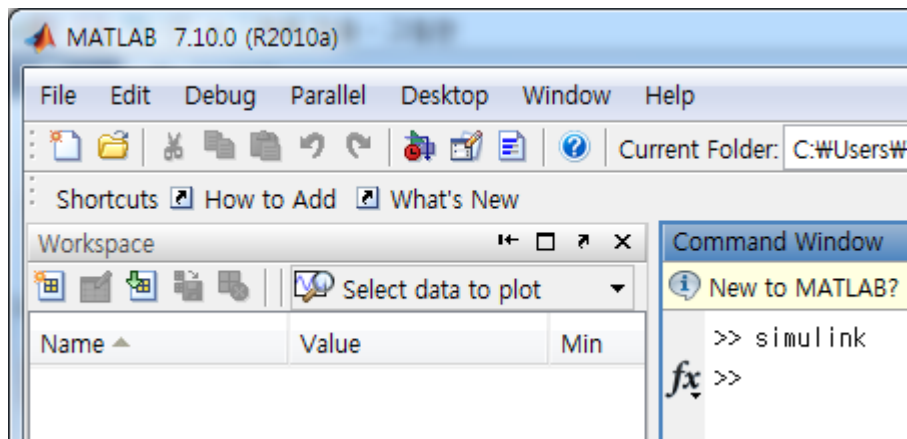 MATLAB 7.10.0 (R2010a)
File Edit Debug Parallel Desktop Window Help
Current Folder: C:₩Users₩
Shortcuts How to Add What's New
Workspace
Select data to plot
Name Value Min
Command Window
New to MATLAB?
>> simulink
fx >>